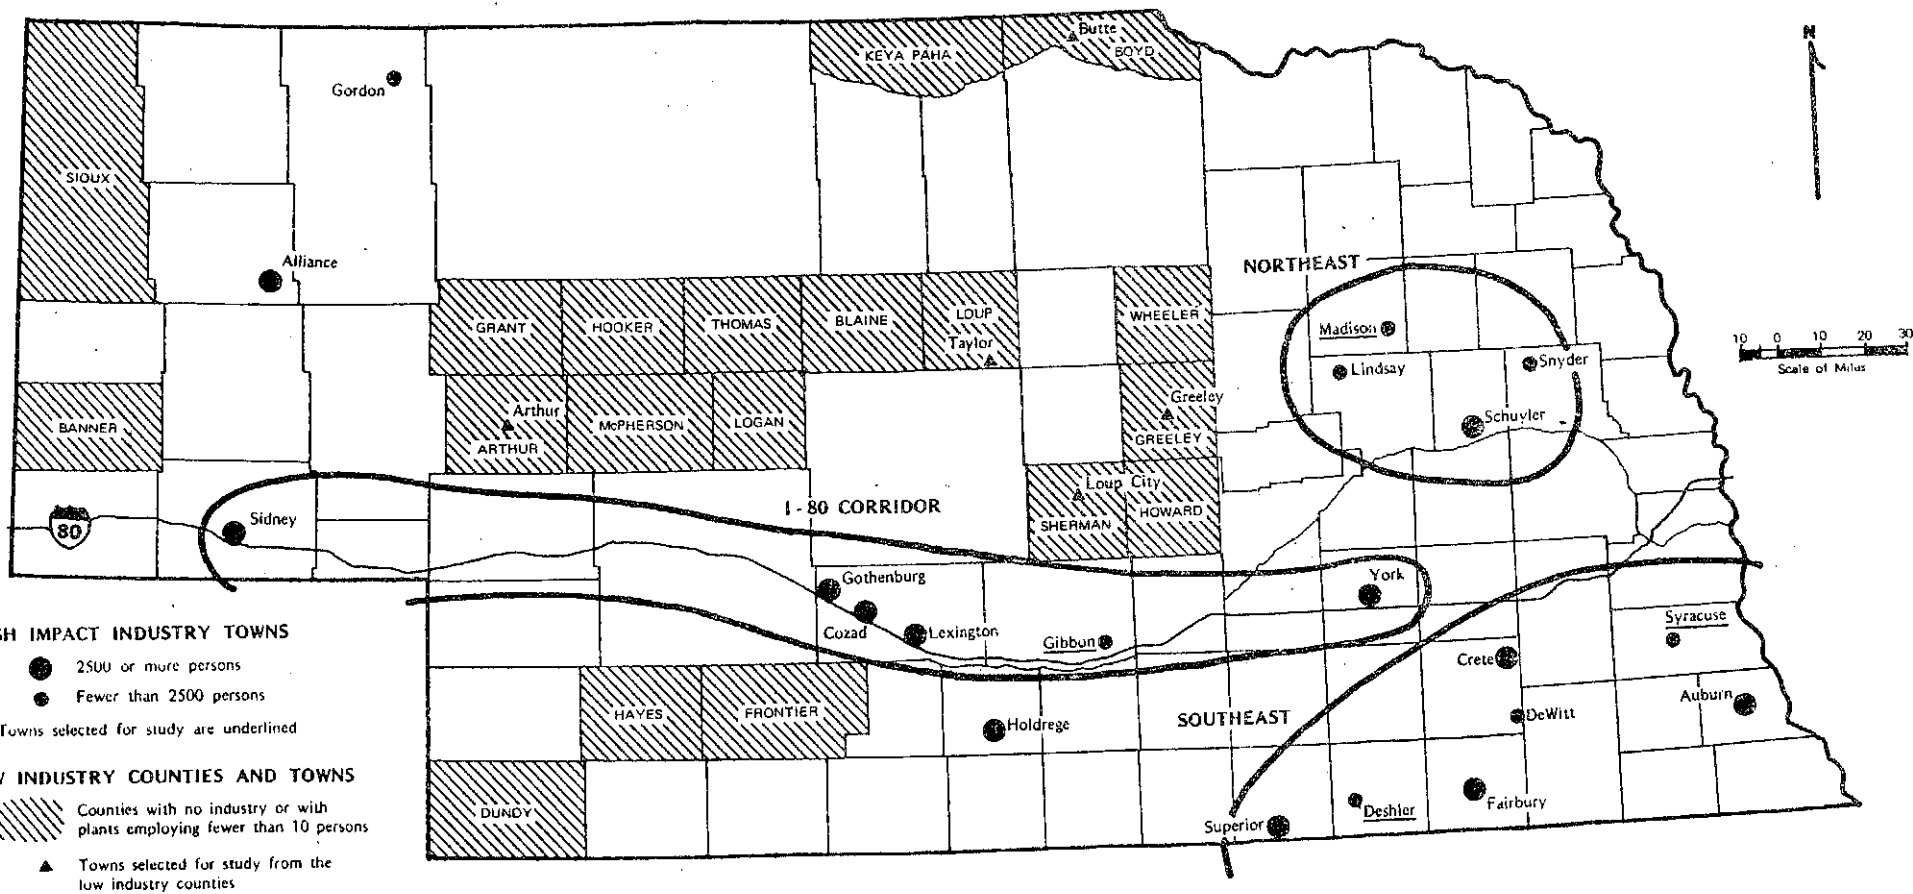 N
Butte
BOYD
KEYA PAHA
Gordon
SIOUX
Alliance
NORTHEAST
GRANT
HOOKER
THOMAS
BLAINE
LOUP
Taylor
WHEELER
Madison
Lindsay
Snyder
Schuyler
10 0 10 20 30
Scale of Miles
BANNER
Arthur
ARTHUR
McPHERSON
LOGAN
Greeley
GREELEY
Loup City
SHERMAN
HOWARD
I-80 CORRIDOR
80
Sidney
Gothenburg
Cozad
Lexington
Gibbon
York
Syracuse
Crete
Auburn
DeWitt
HAYES
FRONTIER
Holdrege
SOUTHEAST
DUNDY
Superior
Deshler
Fairbury
H IMPACT INDUSTRY TOWNS
2500 or more persons
Fewer than 2500 persons
Towns selected for study are underlined
INDUSTRY COUNTIES AND TOWNS
Counties with no industry or with
plants employing fewer than 10 persons
Towns selected for study from the
low industry counties